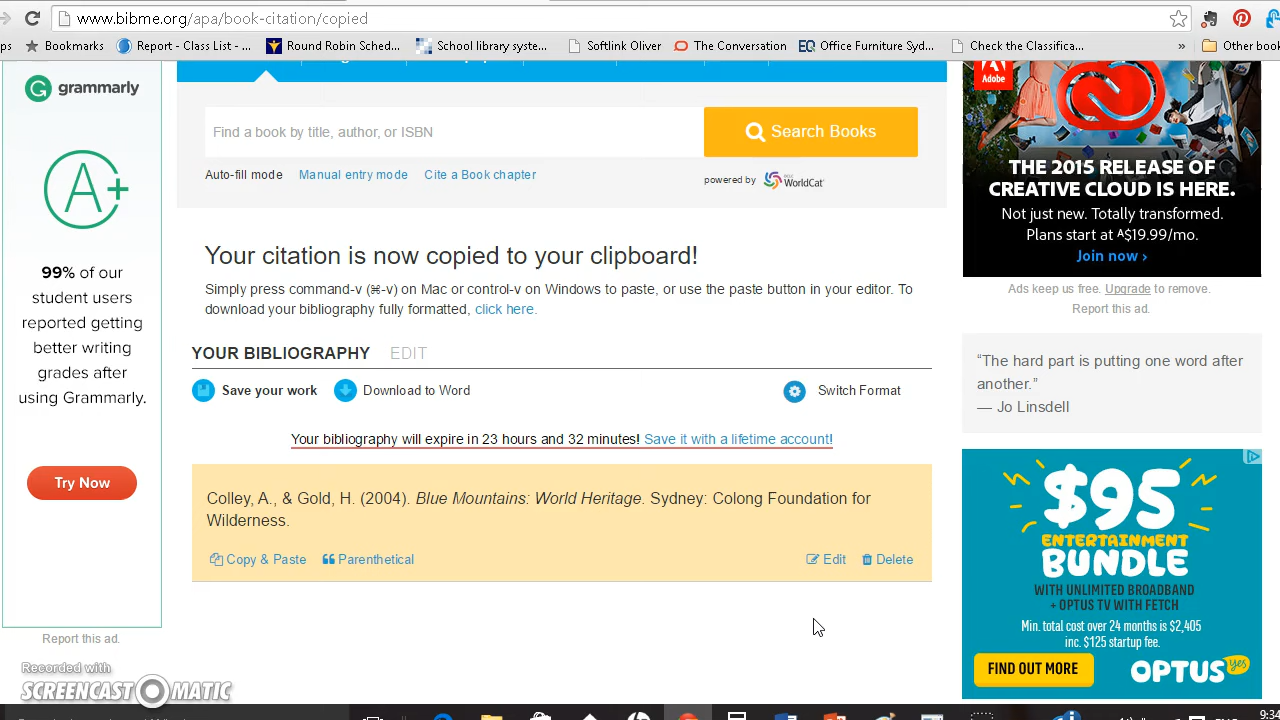 www.bibme.org/apa/book-citation/copied
ps Bookmarks Report - Class List - ... Round Robin Sched... School library syste... Softlink Oliver The Conversation Office Furniture Syd... Check the Classifica... » Other book
grammarly
A+
99% of our
student users
reported getting
better writing
grades after
using Grammarly.
Try Now
Report this ad.
Recorded with
SCREENCAST MATIC
Find a book by title, author, or ISBN
Search Books
Auto-fill mode Manual entry mode Cite a Book chapter
powered by WorldCat
Your citation is now copied to your clipboard!
Simply press command-v (⌘-v) on Mac or control-v on Windows to paste, or use the paste button in your editor. To
download your bibliography fully formatted, click here.
YOUR BIBLIOGRAPHY EDIT
Save your work Download to Word Switch Format
Your bibliography will expire in 23 hours and 32 minutes! Save it with a lifetime account!
Colley, A., & Gold, H. (2004). Blue Mountains: World Heritage. Sydney: Colong Foundation for
Wilderness.
Copy & Paste Parenthetical Edit Delete
Adobe
THE 2015 RELEASE OF
CREATIVE CLOUD IS HERE.
Not just new. Totally transformed.
Plans start at A$19.99/mo.
Join now ›
Ads keep us free. Upgrade to remove.
Report this ad.
“The hard part is putting one word after
another.”
— Jo Linsdell
$95
ENTERTAINMENT
BUNDLE
WITH UNLIMITED BROADBAND
+ OPTUS TV WITH FETCH
Min. total cost over 24 months is $2,405
inc. $125 startup fee.
FIND OUT MORE
OPTUS yes